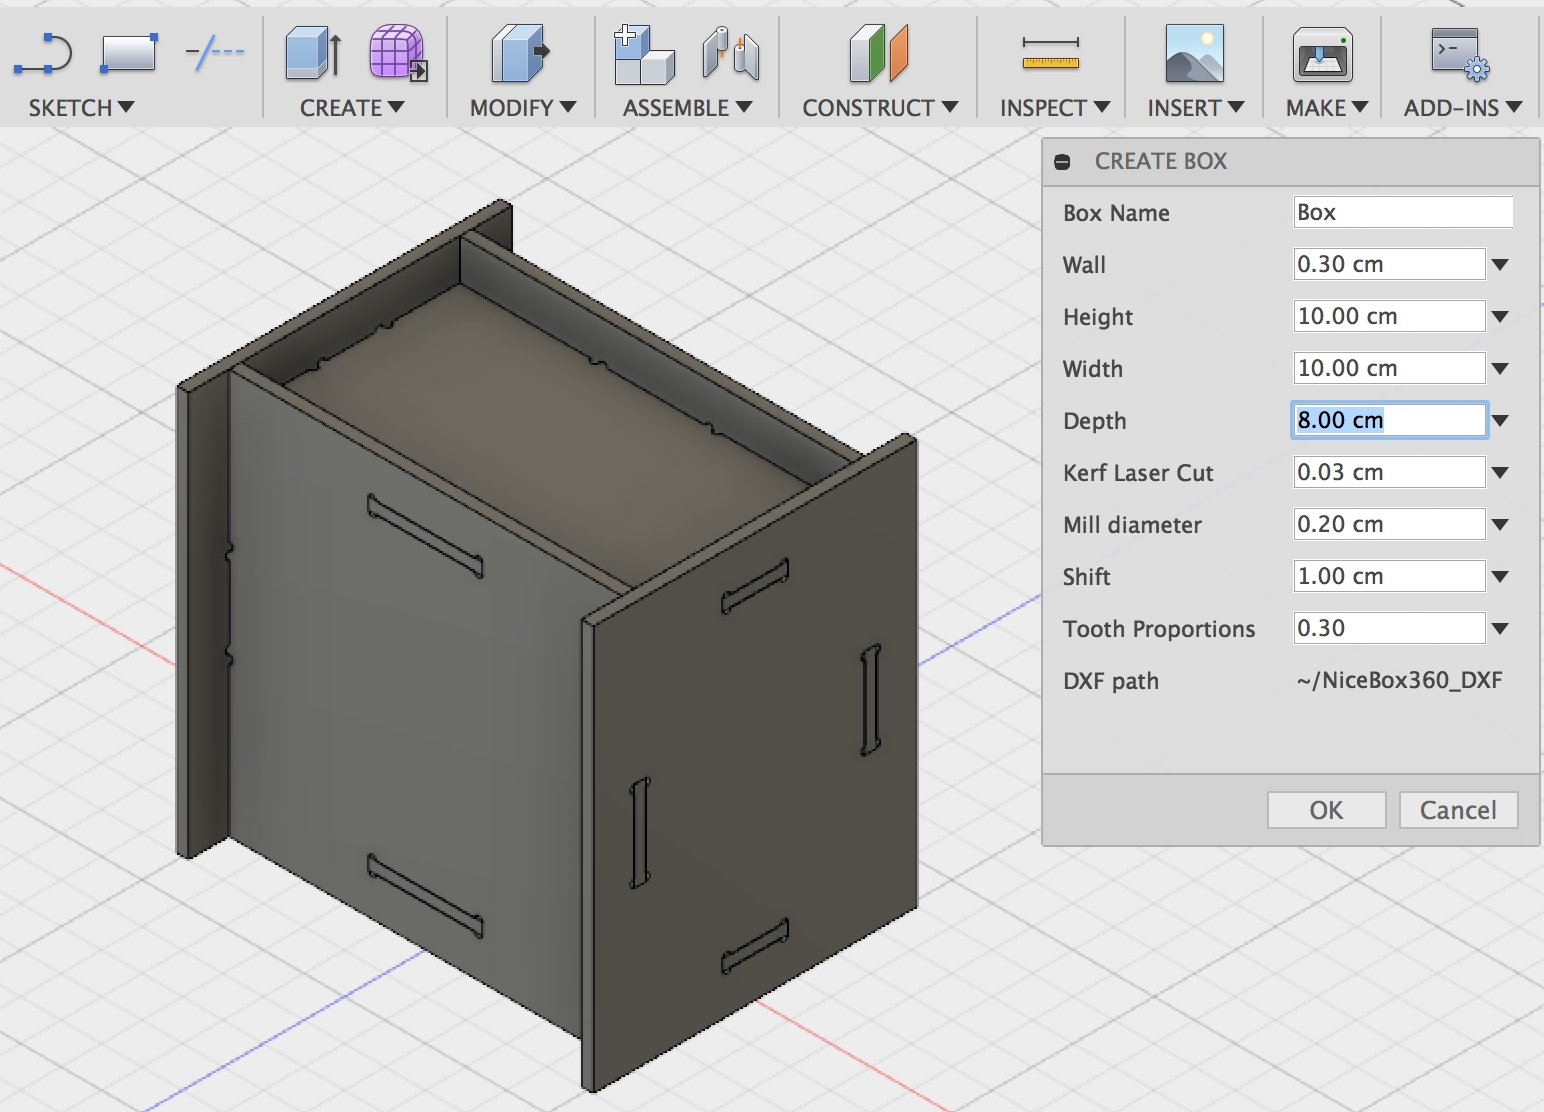 SKETCH CREATE MODIFY ASSEMBLE CONSTRUCT INSPECT INSERT MAKE ADD-INS
CREATE BOX
Box Name Box
Wall 0.30 cm
Height 10.00 cm
Width 10.00 cm
Depth 8.00 cm
Kerf Laser Cut 0.03 cm
Mill diameter 0.20 cm
Shift 1.00 cm
Tooth Proportions 0.30
DXF path ~/NiceBox360_DXF
OK Cancel